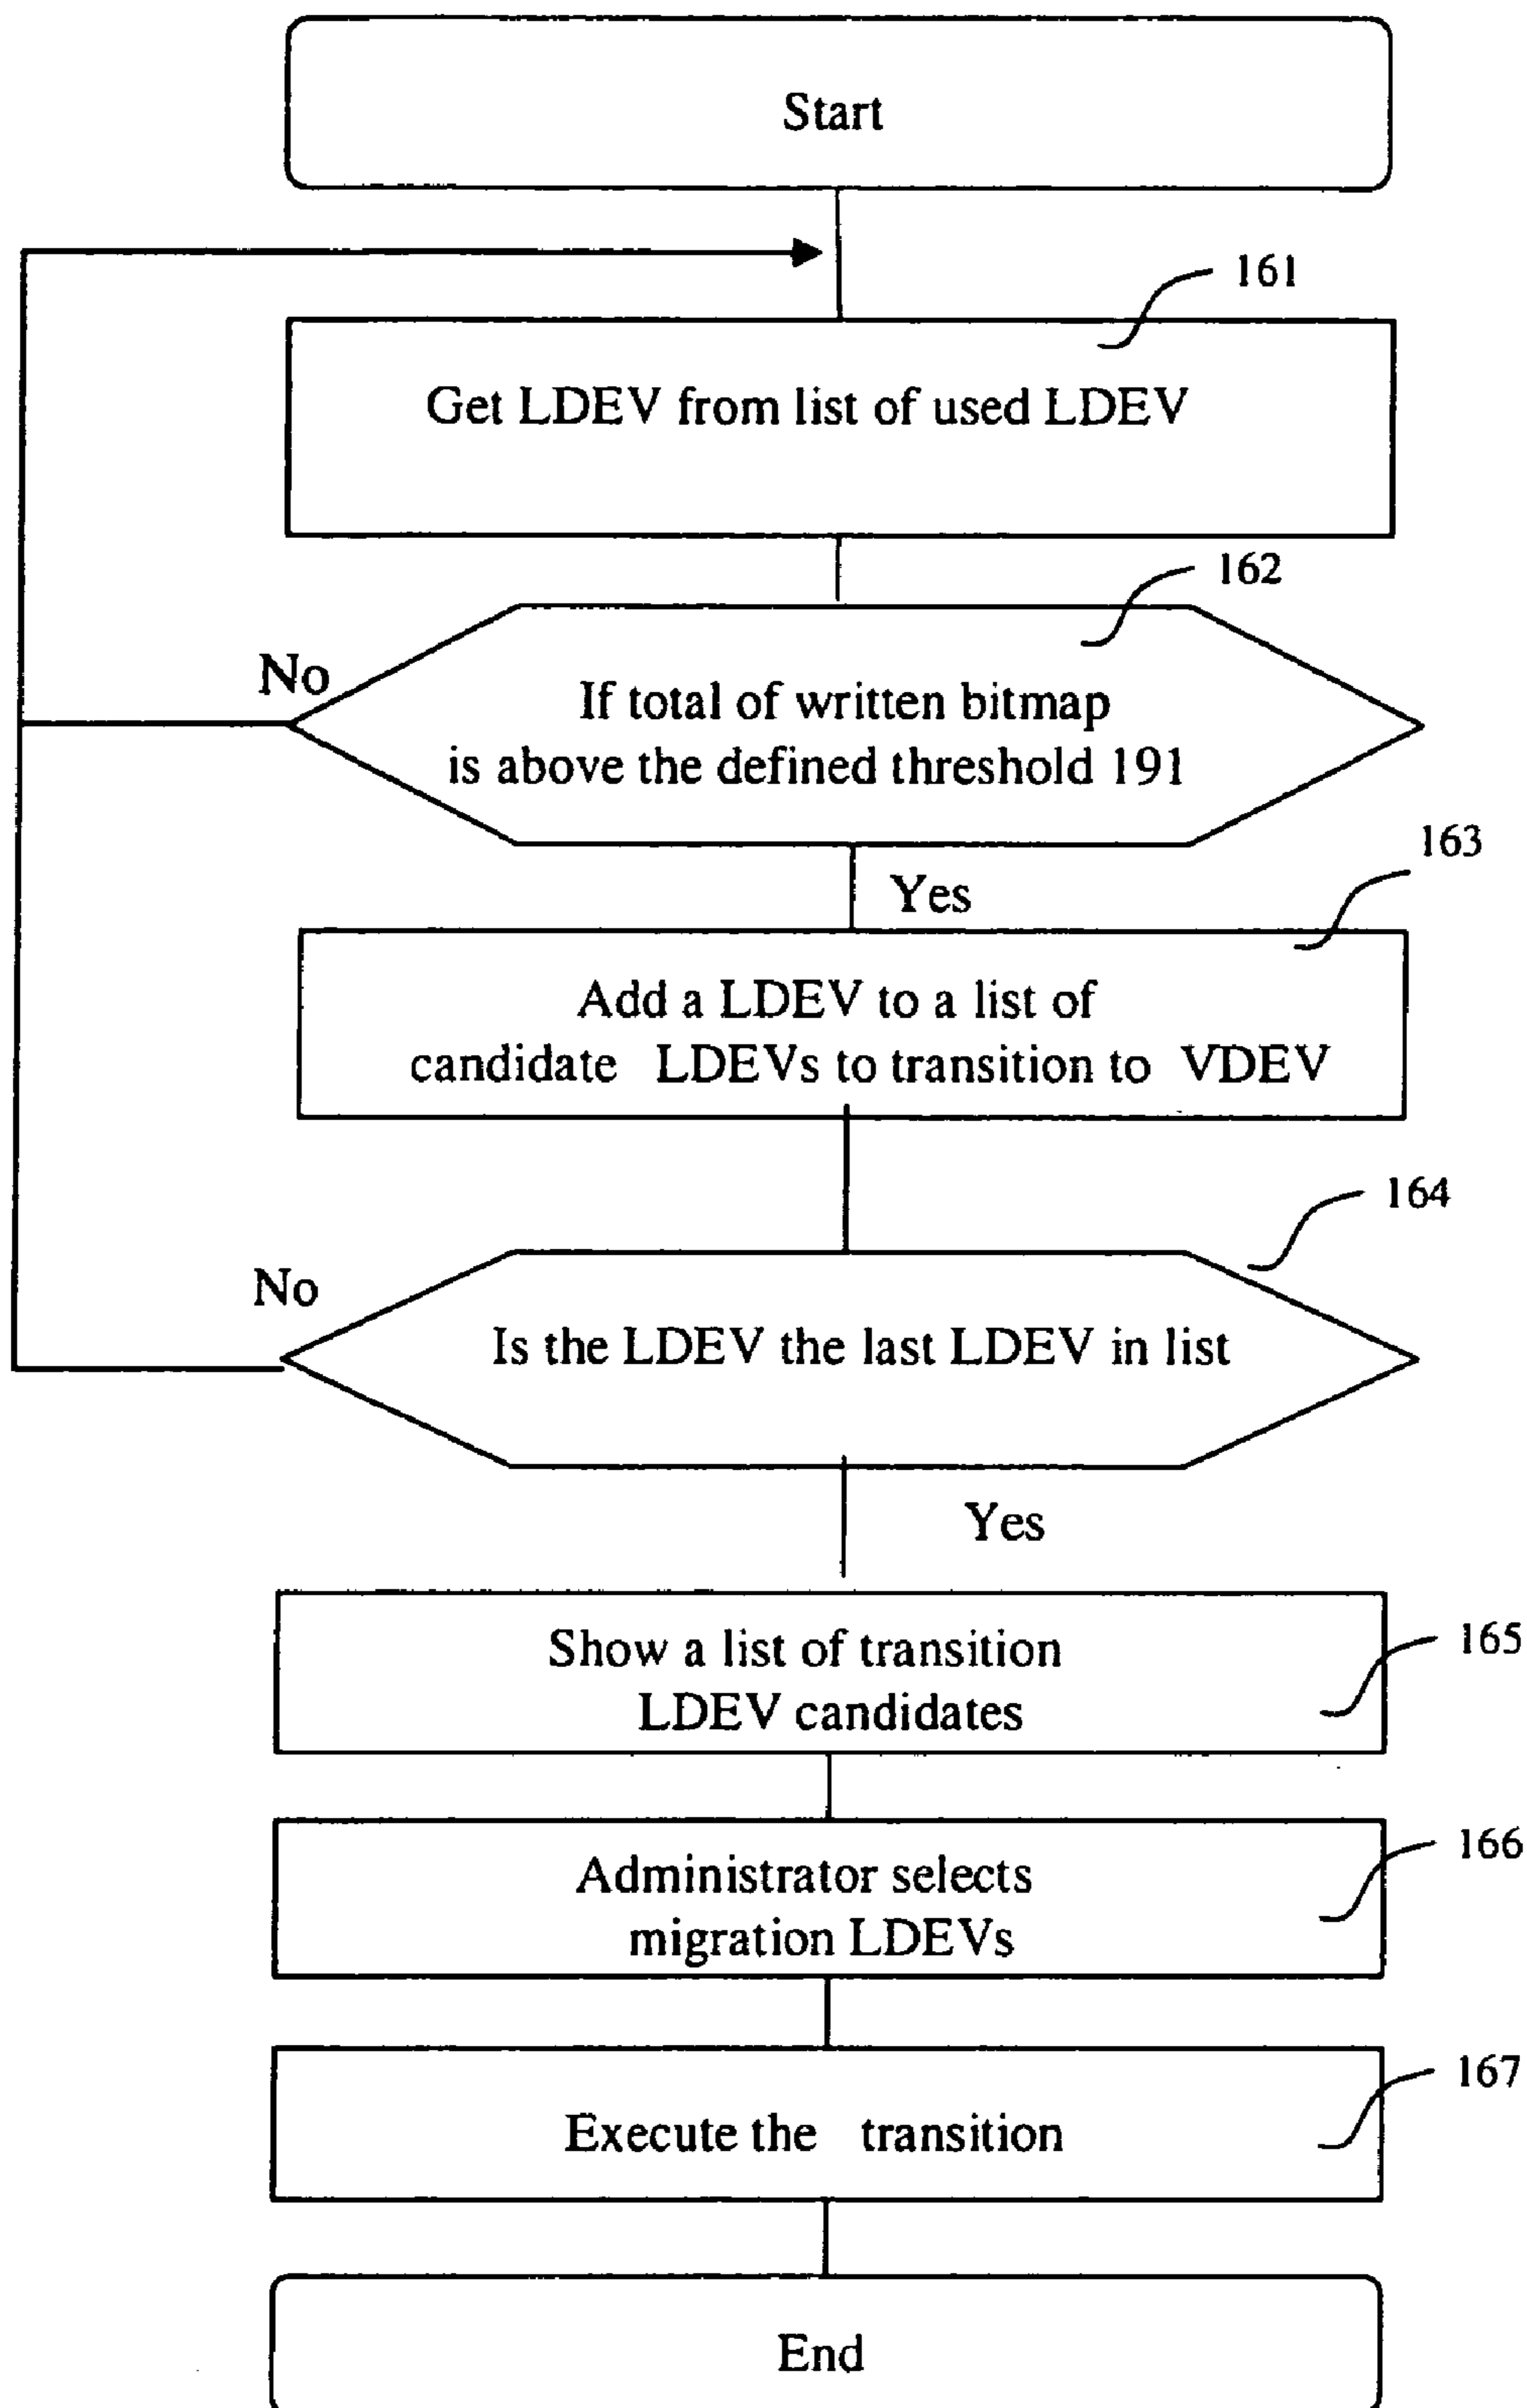 Start
161
Get LDEV from list of used LDEV
162
No
If total of written bitmap
is above the defined threshold 191
163
Yes
Add a LDEV to a list of
candidate LDEVs to transition to VDEV
164
No
Is the LDEV the last LDEV in list
Yes
Show a list of transition
LDEV candidates
165
Administrator selects
migration LDEVs
166
Execute the transition
167
End